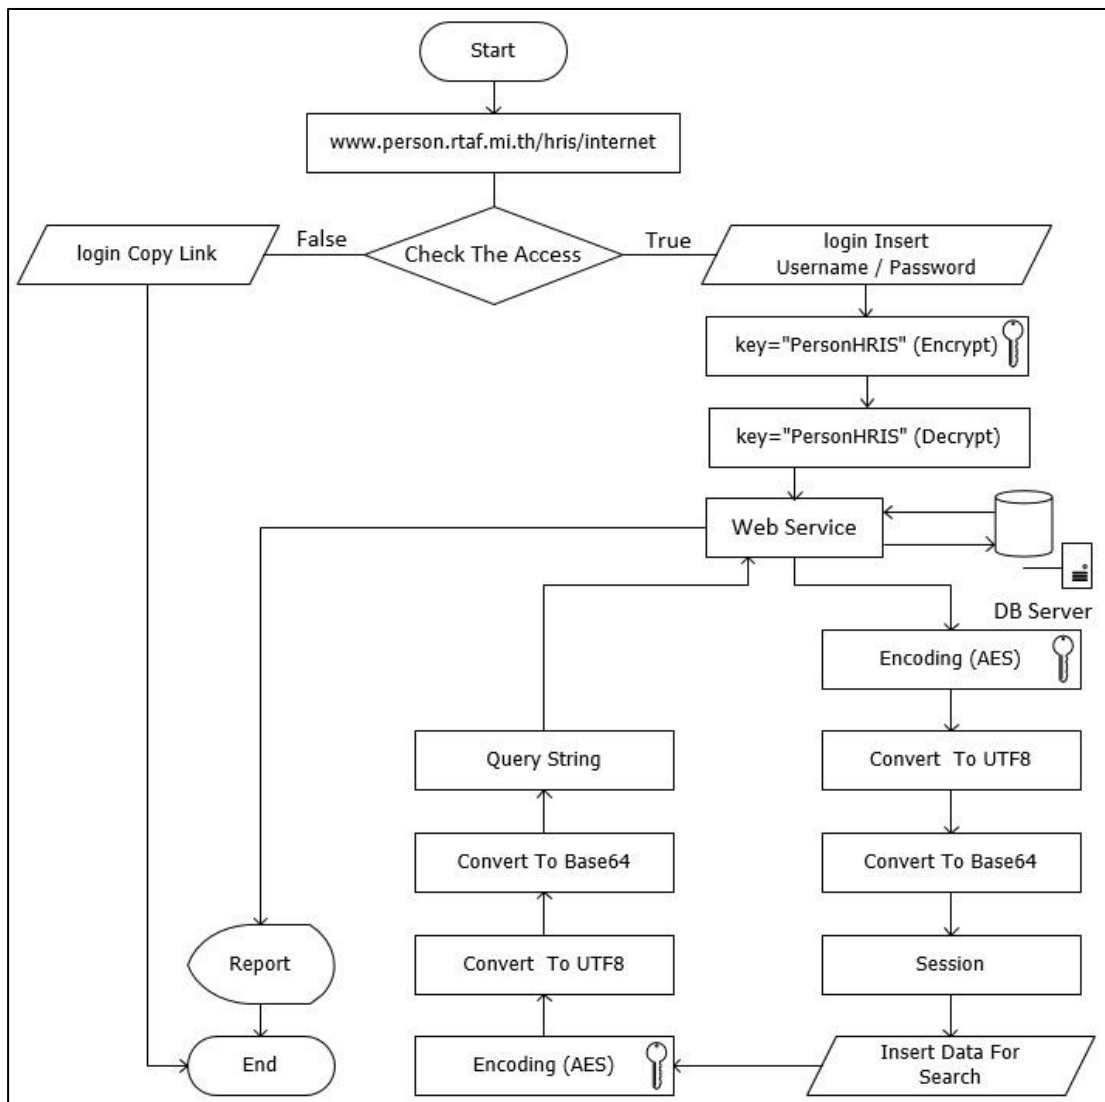 Start
www.person.rtaf.mi.th/hris/internet
login Copy Link
False
Check The Access
True
login Insert
Username / Password
key="PersonHRIS" (Encrypt)
key="PersonHRIS" (Decrypt)
Web Service
DB Server
Encoding (AES)
Convert To UTF8
Convert To Base64
Session
Insert Data For
Search
Encoding (AES)
Convert To UTF8
Convert To Base64
Query String
Report
End